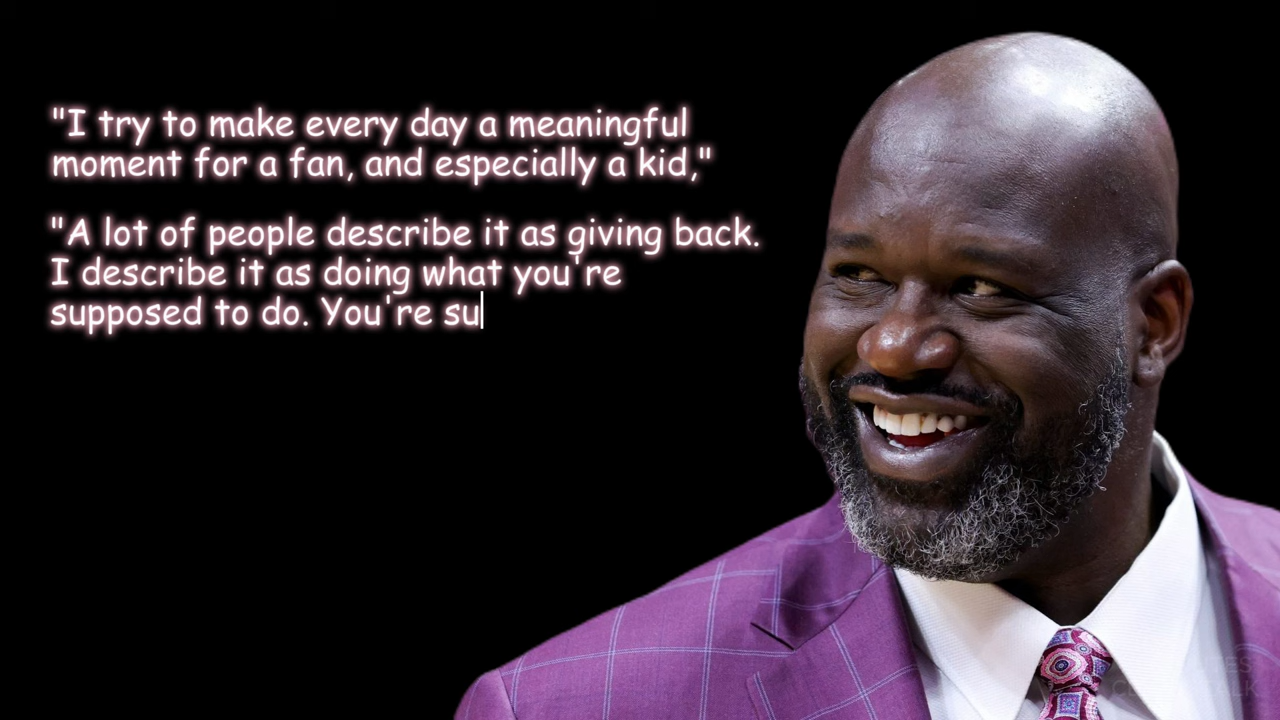 "I try to make every day a meaningful
moment for a fan, and especially a kid,"
"A lot of people describe it as giving back.
I describe it as doing what you're
supposed to do. You're su